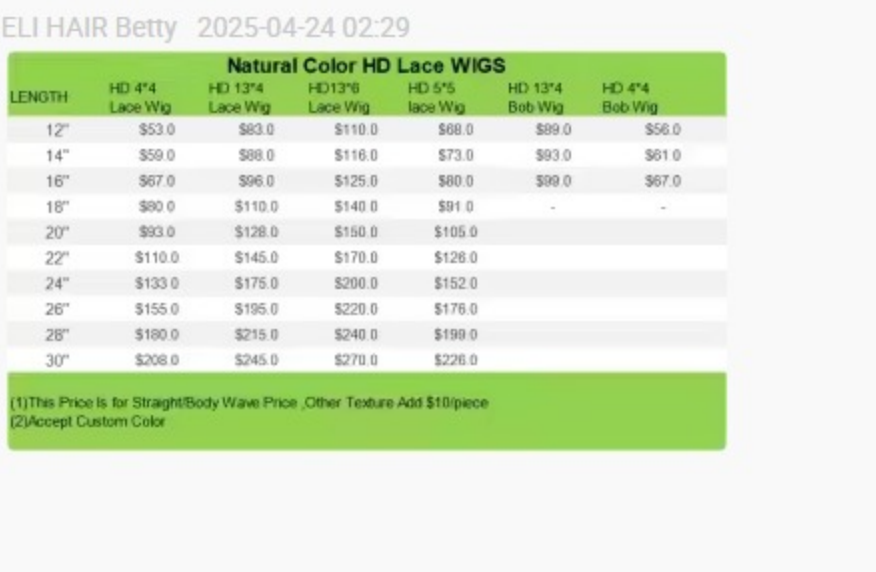 ELI HAIR Betty 2025-04-24 02:29
Natural Color HD Lace WIGS
LENGTH HD 4*4 Lace Wig HD 13*4 Lace Wig HD13*6 Lace Wig HD 5*5 lace Wig HD 13*4 Bob Wig HD 4*4 Bob Wig
12" $53.0 $83.0 $110.0 $68.0 $89.0 $56.0
14" $59.0 $88.0 $116.0 $73.0 $93.0 $61.0
16" $67.0 $96.0 $125.0 $80.0 $99.0 $67.0
18" $80.0 $110.0 $140.0 $91.0 - -
20" $93.0 $128.0 $150.0 $105.0
22" $110.0 $145.0 $170.0 $126.0
24" $133.0 $175.0 $200.0 $152.0
26" $155.0 $195.0 $220.0 $176.0
28" $180.0 $215.0 $240.0 $199.0
30" $208.0 $245.0 $270.0 $226.0
(1)This Price Is for Straight/Body Wave Price ,Other Texture Add $10/piece
(2)Accept Custom Color